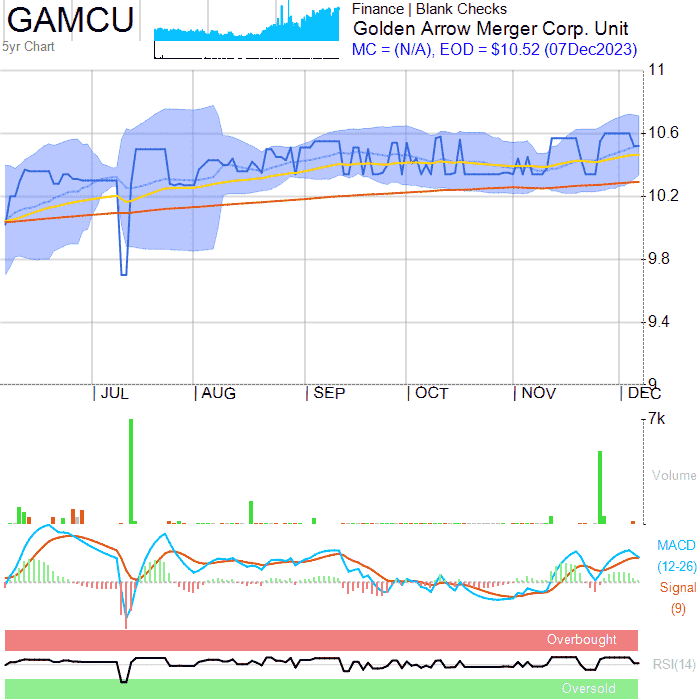 GAMCU
5yr Chart
Finance | Blank Checks
Golden Arrow Merger Corp. Unit
MC = (N/A), EOD = $10.52 (07Dec2023)
11
10.6
10.2
9.8
9.4
9
JUL AUG SEP OCT NOV DEC
7k
Volume
MACD
(12-26)
Signal
(9)
Overbought
RSI(14)
Oversold